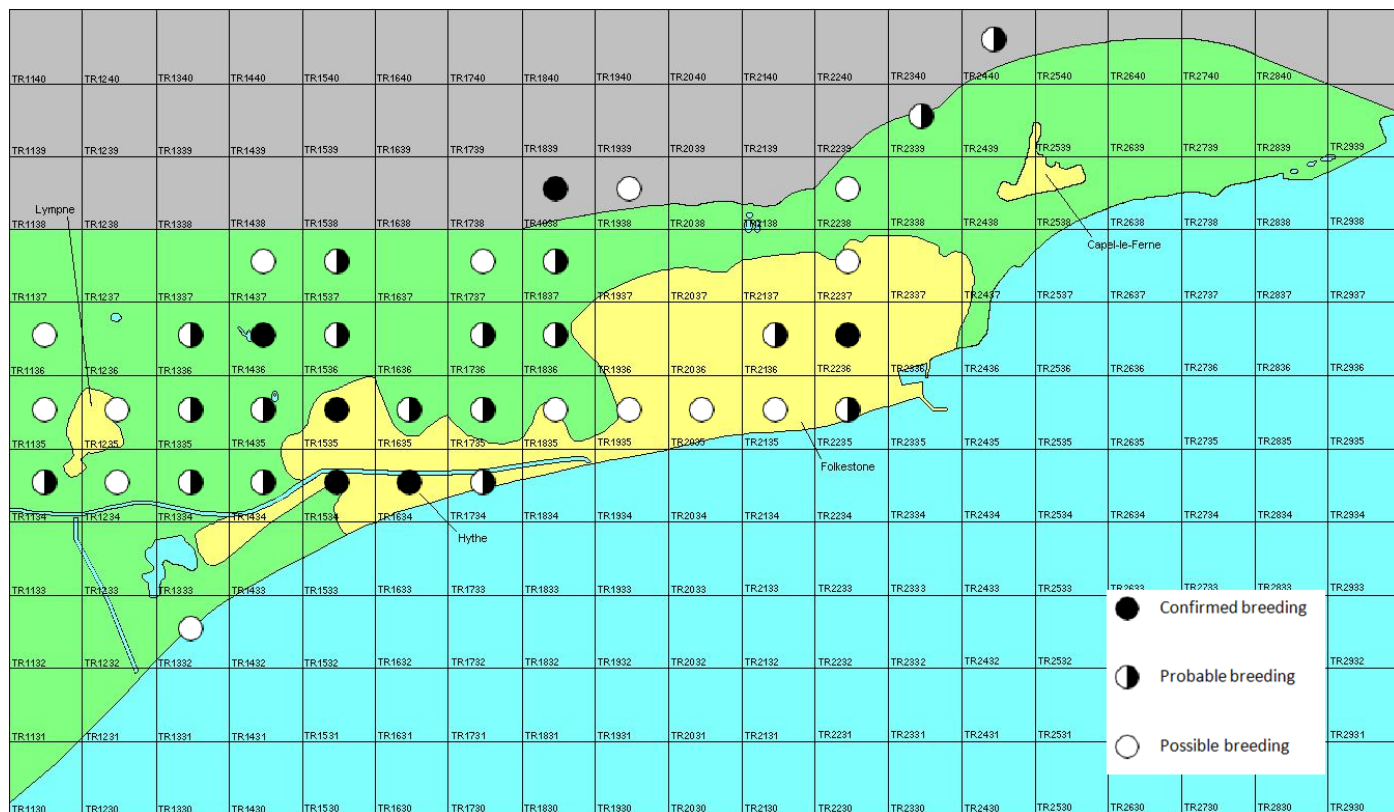 TR1140 TR1240 TR1340 TR1440 TR1540 TR1640 TR1740 TR1840 TR1940 TR2040 TR2140 TR2240 TR2340 TR2440 TR2540 TR2640 TR2740 TR2840
TR1139 TR1239 TR1339 TR1439 TR1539 TR1639 TR1739 TR1839 TR1939 TR2039 TR2139 TR2239 TR2339 TR2439 TR2539 TR2639 TR2739 TR2839 TR2939
Lympne
TR1138 TR1238 TR1338 TR1438 TR1538 TR1638 TR1738 TR1838 TR1938 TR2038 TR2138 TR2238 TR2338 TR2438 TR2538 TR2638 TR2738 TR2838 TR2938
Capel-le-Ferne
TR1137 TR1237 TR1337 TR1437 TR1537 TR1637 TR1737 TR1837 TR1937 TR2037 TR2137 TR2237 TR2337 TR2437 TR2537 TR2637 TR2737 TR2837 TR2937
TR1136 TR1236 TR1336 TR1436 TR1536 TR1636 TR1736 TR1836 TR1936 TR2036 TR2136 TR2236 TR2336 TR2436 TR2536 TR2636 TR2736 TR2836 TR2936
TR1135 TR1235 TR1335 TR1435 TR1535 TR1635 TR1735 TR1835 TR1935 TR2035 TR2135 TR2235 TR2335 TR2435 TR2535 TR2635 TR2735 TR2835 TR2935
Folkestone
TR1134 TR1234 TR1334 TR1434 TR1534 TR1634 TR1734 TR1834 TR1934 TR2034 TR2134 TR2234 TR2334 TR2434 TR2534 TR2634 TR2734 TR2834 TR2934
Hythe
TR1133 TR1233 TR1333 TR1433 TR1533 TR1633 TR1733 TR1833 TR1933 TR2033 TR2133 TR2233 TR2333 TR2433 TR2533 TR2633 TR2733 TR2833 TR2933
Confirmed breeding
TR1132 TR1232 TR1332 TR1432 TR1532 TR1632 TR1732 TR1832 TR1932 TR2032 TR2132 TR2232 TR2332 TR2432 TR2532 TR2932
Probable breeding
TR1131 TR1231 TR1331 TR1431 TR1531 TR1631 TR1731 TR1831 TR1931 TR2031 TR2131 TR2231 TR2331 TR2431 TR2531 TR2931
Possible breeding
TR1130 TR1230 TR1330 TR1430 TR1530 TR1630 TR1730 TR1830 TR1930 TR2030 TR2130 TR2230 TR2330 TR2430 TR2530 TR2630 TR2730 TR2830 TR2930